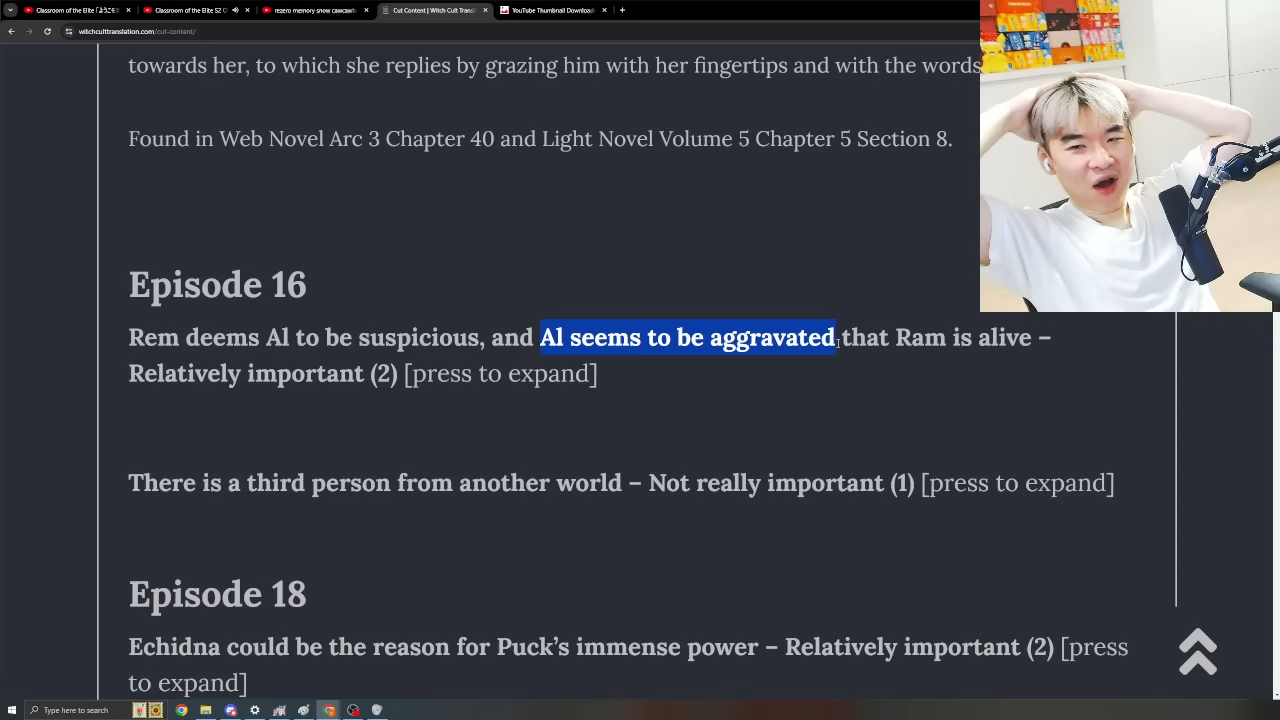 Classroom of the Elite 「ようこそ
Classroom of the Elite S2 C
rezero memory snow сансан
Cut Content | Witch Cult Trans
YouTube Thumbnail Download
witchculttranslation.com/cut-content/
towards her, to which she replies by grazing him with her fingertips and with the words
Found in Web Novel Arc 3 Chapter 40 and Light Novel Volume 5 Chapter 5 Section 8.
Episode 16
Rem deems Al to be suspicious, and Al seems to be aggravated that Ram is alive –
Relatively important (2) [press to expand]
There is a third person from another world – Not really important (1) [press to expand]
Episode 18
Echidna could be the reason for Puck’s immense power – Relatively important (2) [press
to expand]
Type here to search